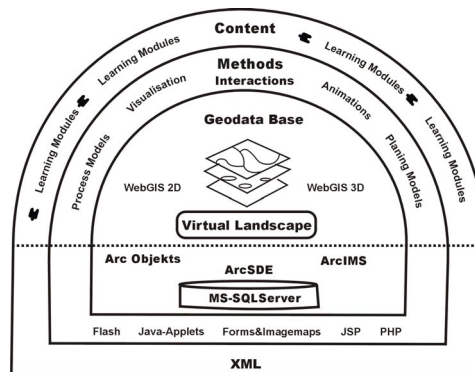 Content
Learning Modules
Learning Modules
Learning Modules
Learning Modules
Methods
Interactions
Visualisation
Animations
Process Models
Planing Models
Geodata Base
WebGIS 2D
WebGIS 3D
Virtual Landscape
Arc Objekts
ArcSDE
ArcIMS
MS-SQLServer
Flash Java-Applets Forms&Imagemaps JSP PHP
XML